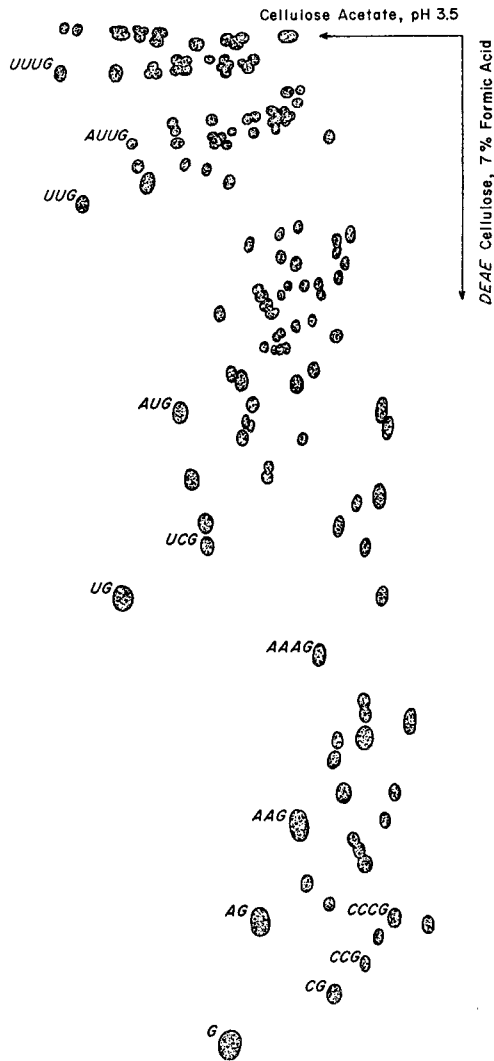 Cellulose Acetate, pH 3.5
DEAE Cellulose, 7% Formic Acid
UUUG
AUUG
UUG
AUG
UCG
UG
AAAG
AAG
AG
CCCG
CCG
CG
G